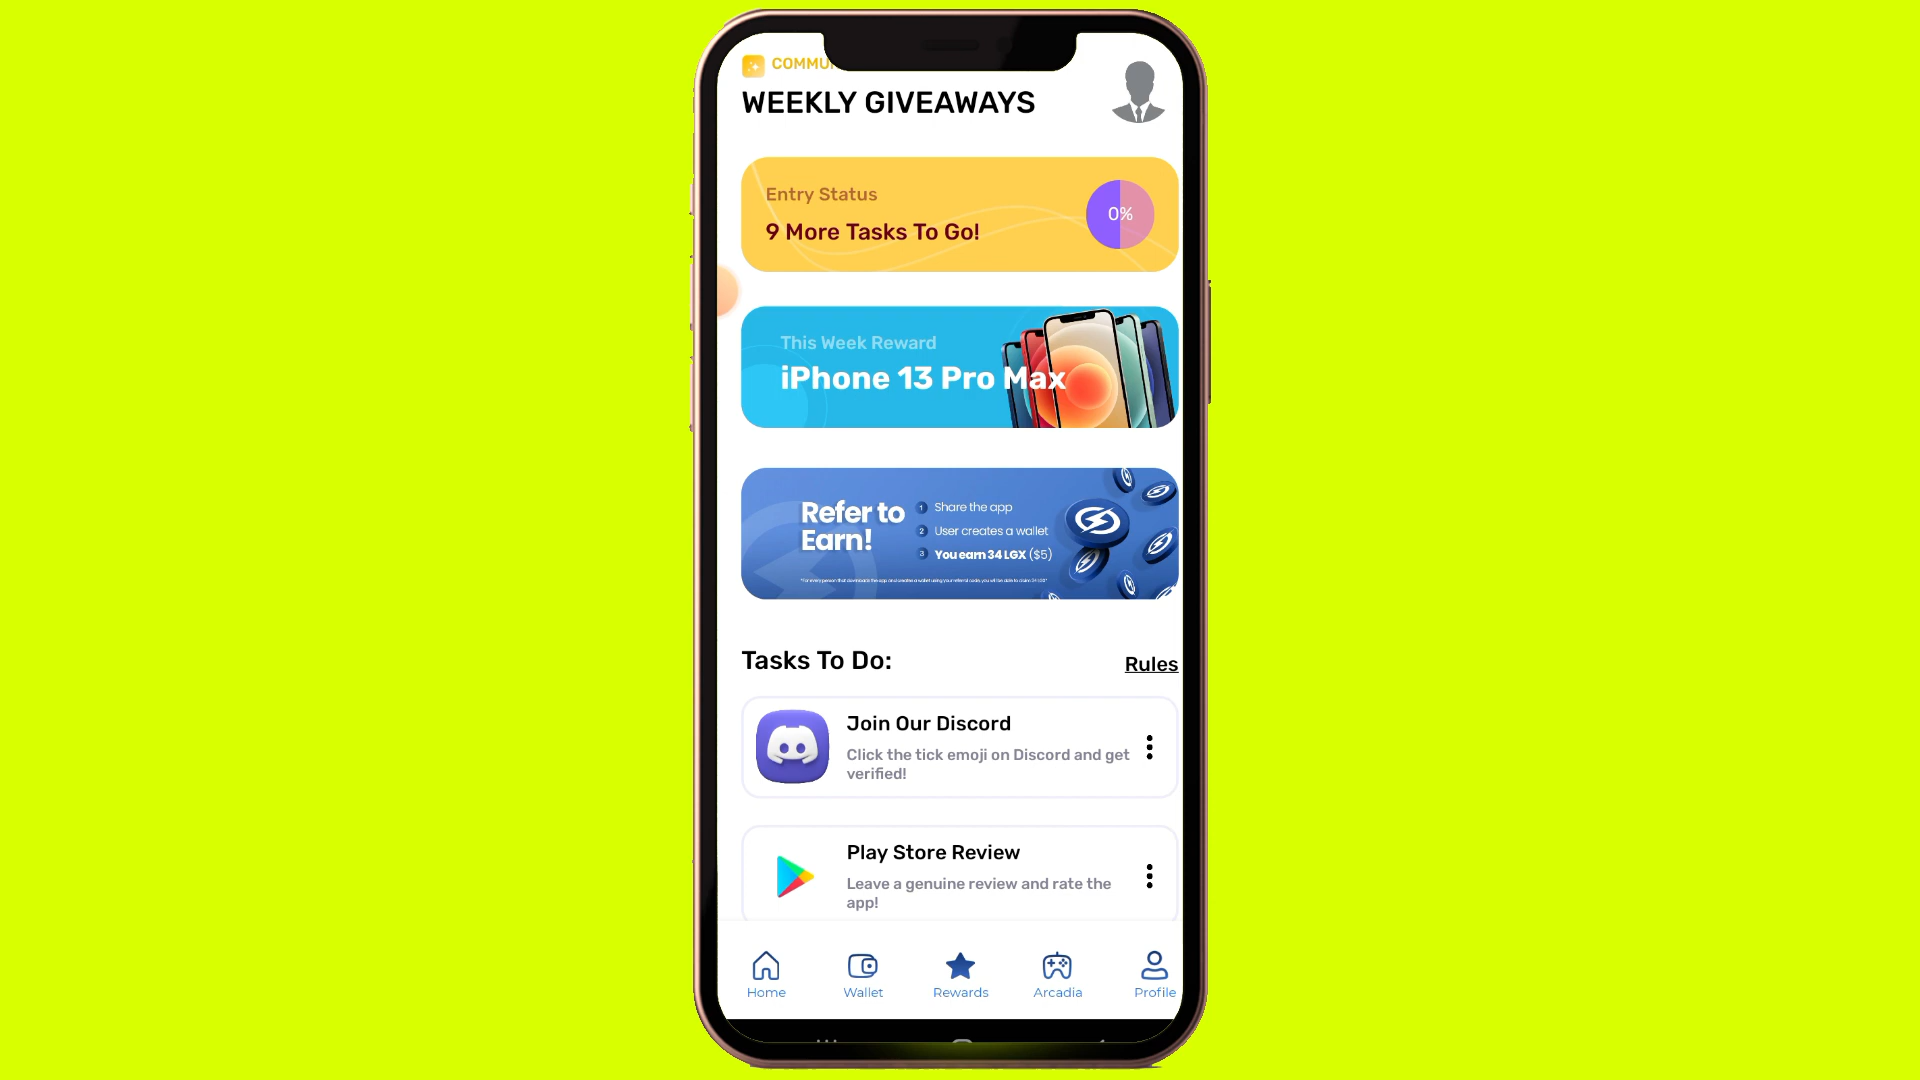 COMMU
WEEKLY GIVEAWAYS
Entry Status
9 More Tasks To Go!
0%
This Week Reward
iPhone 13 Pro Max
Refer to
Earn!
1 Share the app
2 User creates a wallet
3 You earn 34 LGX ($5)
Tasks To Do:
Rules
Join Our Discord
Click the tick emoji on Discord and get
verified!
Play Store Review
Leave a genuine review and rate the
app!
Home
Wallet
Rewards
Arcadia
Profile